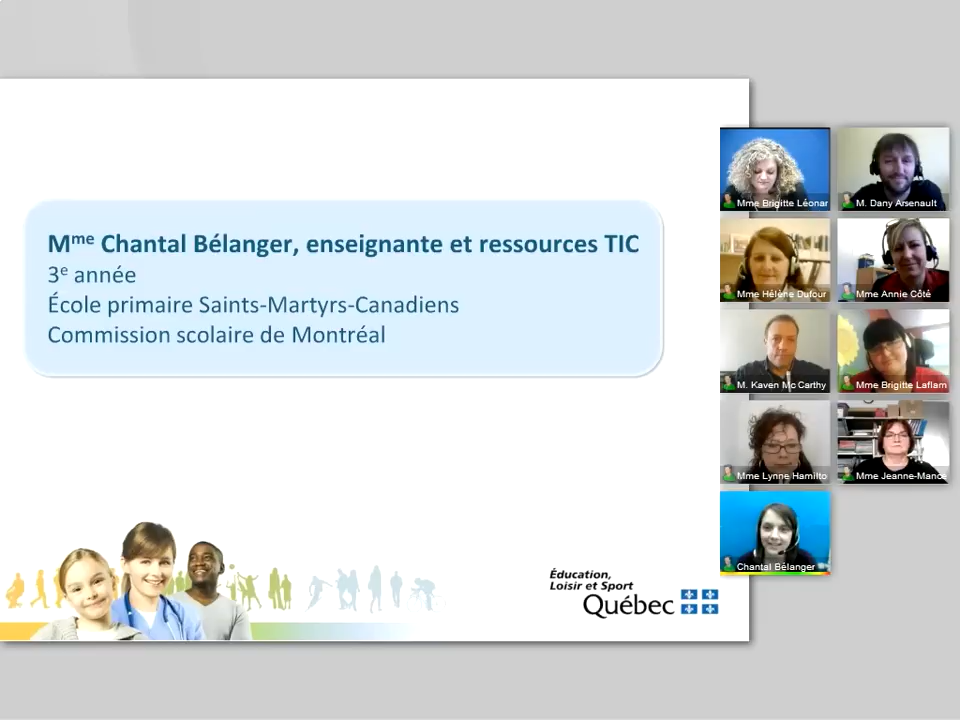 Mme Chantal Bélanger, enseignante et ressources TIC
3e année
École primaire Saints-Martyrs-Canadiens
Commission scolaire de Montréal
Éducation,
Loisir et Sport
Québec
Mme Brigitte Léonar
M. Dany Arsenault
Mme Hélène Dufour
Mme Annie Côté
M. Kaven Mc Carthy
Mme Brigitte Laflam
Mme Lynne Hamilto
Mme Jeanne-Mance
Chantal Bélanger